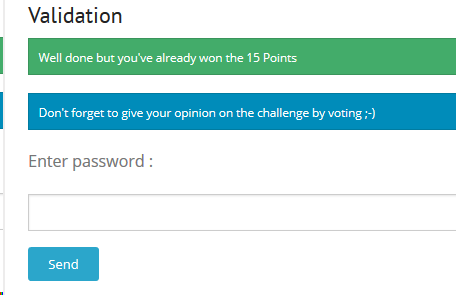 Validation
Well done but you've already won the 15 Points
Don't forget to give your opinion on the challenge by voting ;-)
Enter password :
Send